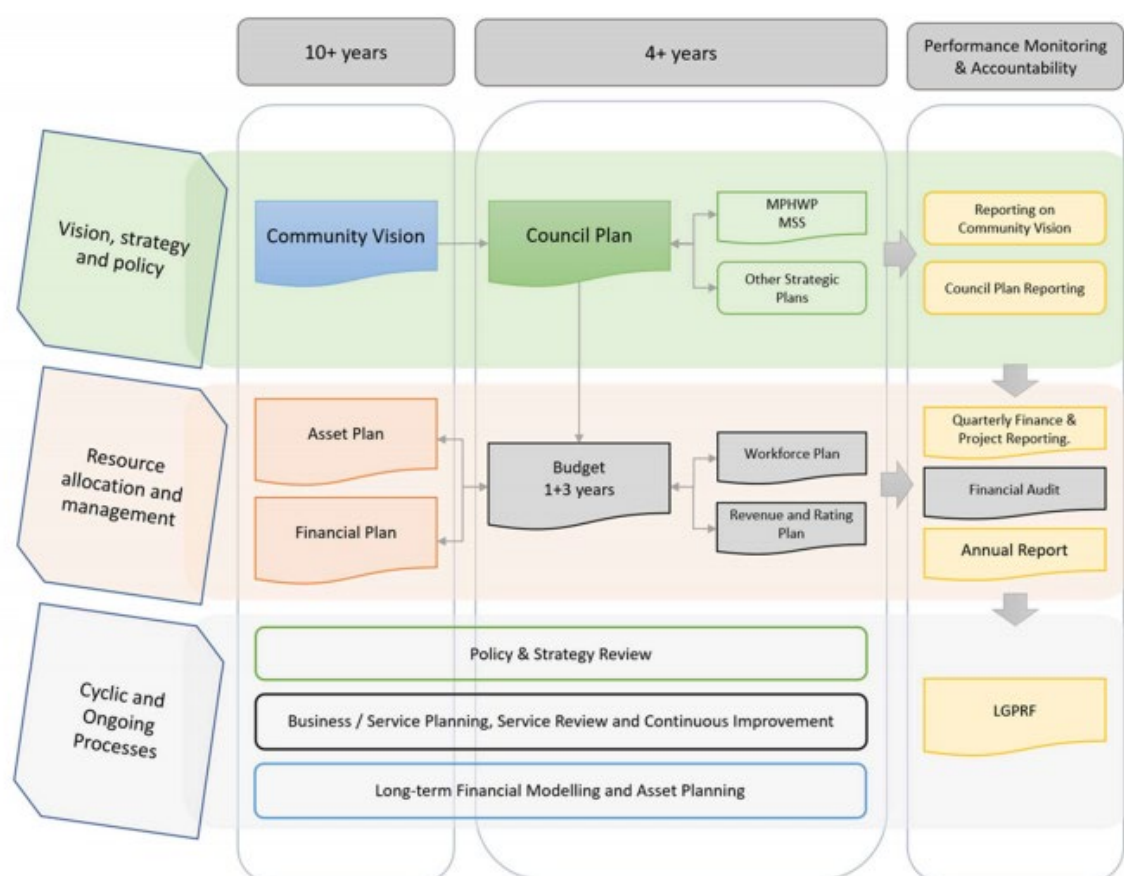 10+ years
4+ years
Performance Monitoring
& Accountability
Vision, strategy
and policy
Community Vision
Council Plan
MPHWP
MSS
Other Strategic
Plans
Reporting on
Community Vision
Council Plan Reporting
Resource
allocation and
management
Asset Plan
Financial Plan
Budget
1+3 years
Workforce Plan
Revenue and Rating
Plan
Quarterly Finance &
Project Reporting.
Financial Audit
Annual Report
Cyclic and
Ongoing
Processes
Policy & Strategy Review
Business / Service Planning, Service Review and Continuous Improvement
Long-term Financial Modelling and Asset Planning
LGPRF